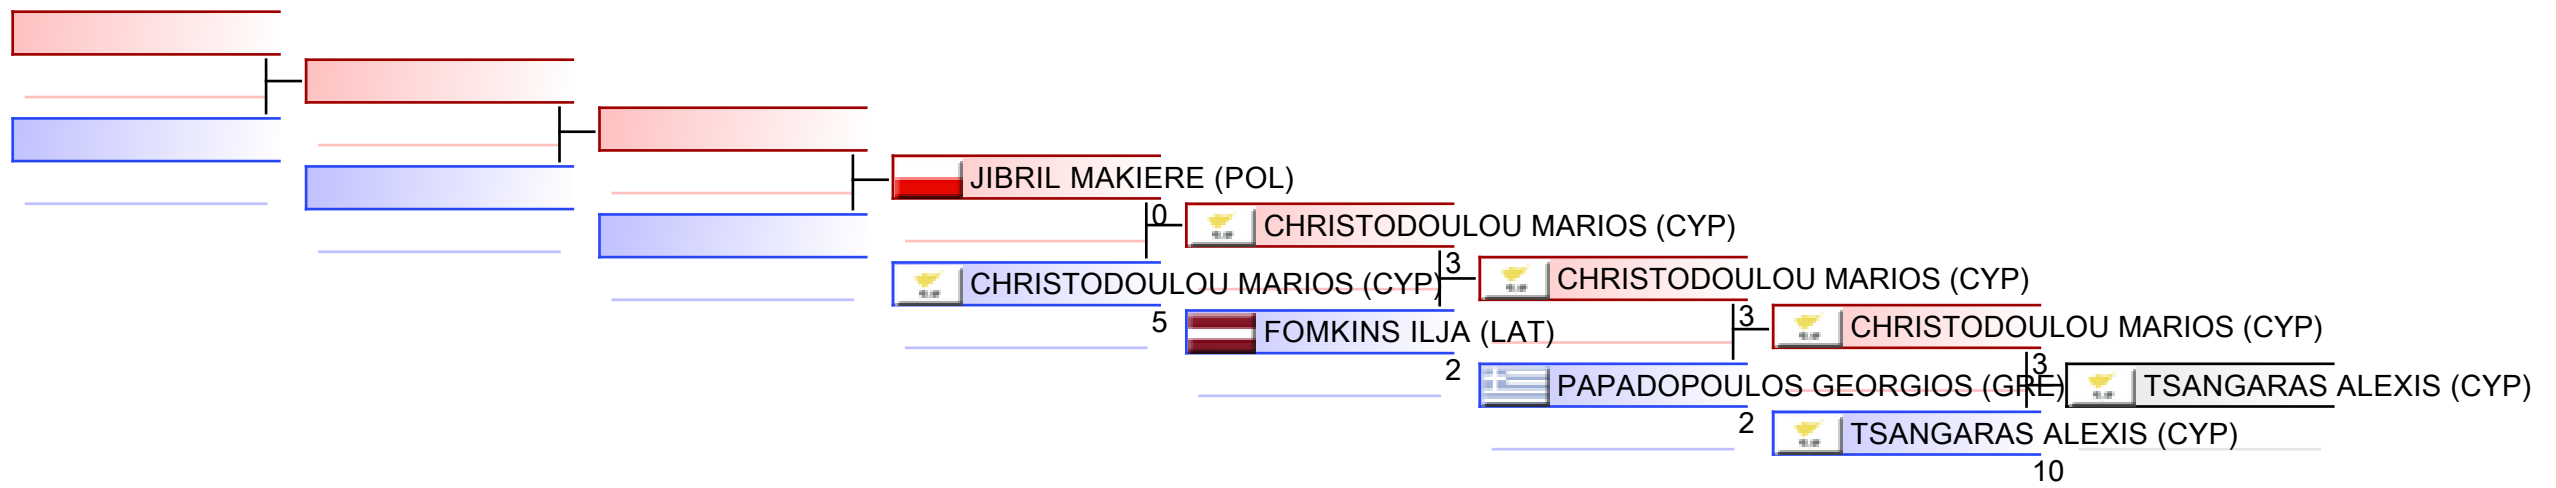 JIBRIL MAKIERE (POL)
0
CHRISTODOULOU MARIOS (CYP)
CHRISTODOULOU MARIOS (CYP)
5
3
FOMKINS ILJA (LAT)
2
CHRISTODOULOU MARIOS (CYP)
3
PAPADOPOULOS GEORGIOS (GRE)
2
CHRISTODOULOU MARIOS (CYP)
3
TSANGARAS ALEXIS (CYP)
10
TSANGARAS ALEXIS (CYP)